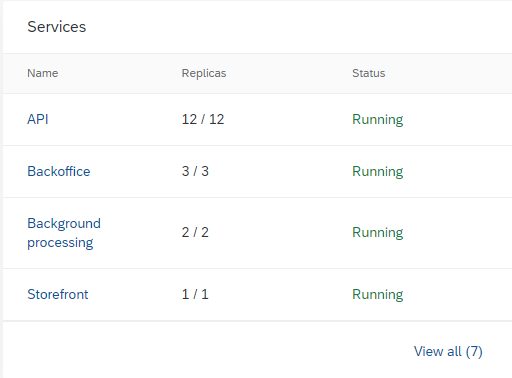 Services
Name Replicas Status
API 12 / 12 Running
Backoffice 3 / 3 Running
Background
processing 2 / 2 Running
Storefront 1 / 1 Running
View all (7)